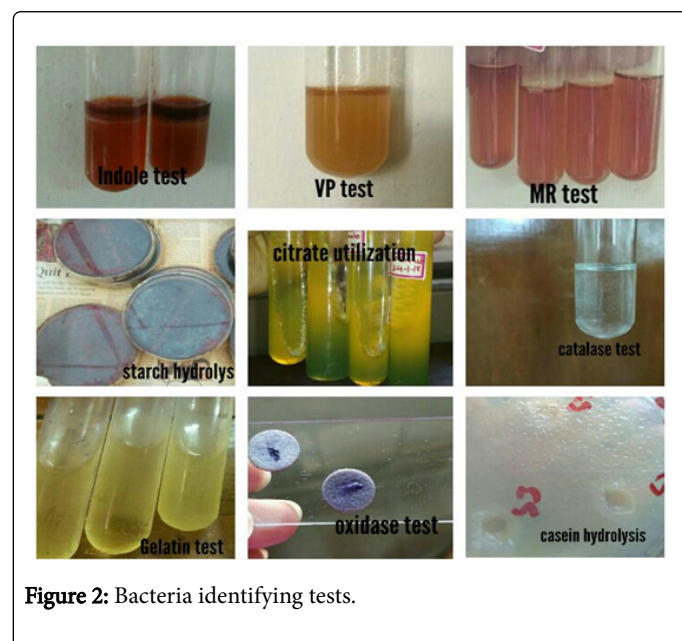 Indole test
VP test
MR test
Quit
starch hydrolys
citrate utilization
catalase test
Gelatin test
oxidase test
casein hydrolysis
Figure 2: Bacteria identifying tests.